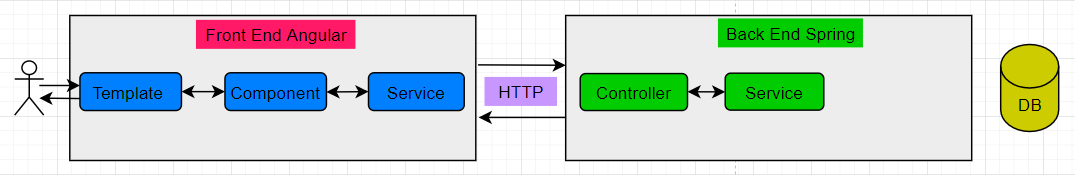 Front End Angular
Back End Spring
Template
Component
Service
HTTP
Controller
Service
DB